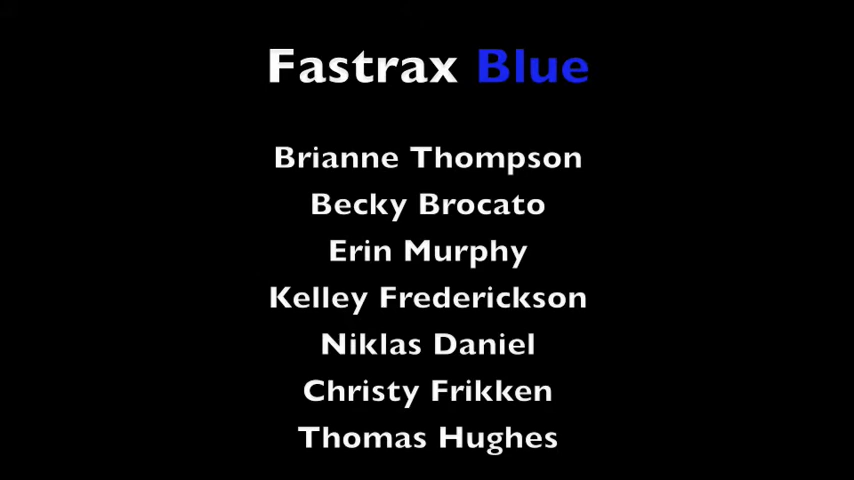 Fastrax Blue
Brianne Thompson
Becky Brocato
Erin Murphy
Kelley Frederickson
Niklas Daniel
Christy Frikken
Thomas Hughes